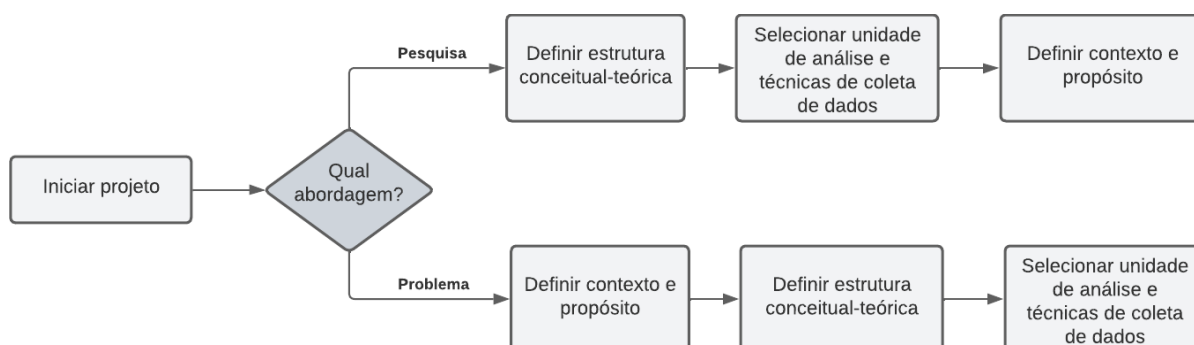 Iniciar projeto
Qual
abordagem?
Pesquisa
Definir estrutura
conceitual-teórica
Selecionar unidade
de análise e
técnicas de coleta
de dados
Definir contexto e
propósito
Problema
Definir contexto e
propósito
Definir estrutura
conceitual-teórica
Selecionar unidade
de análise e
técnicas de coleta
de dados